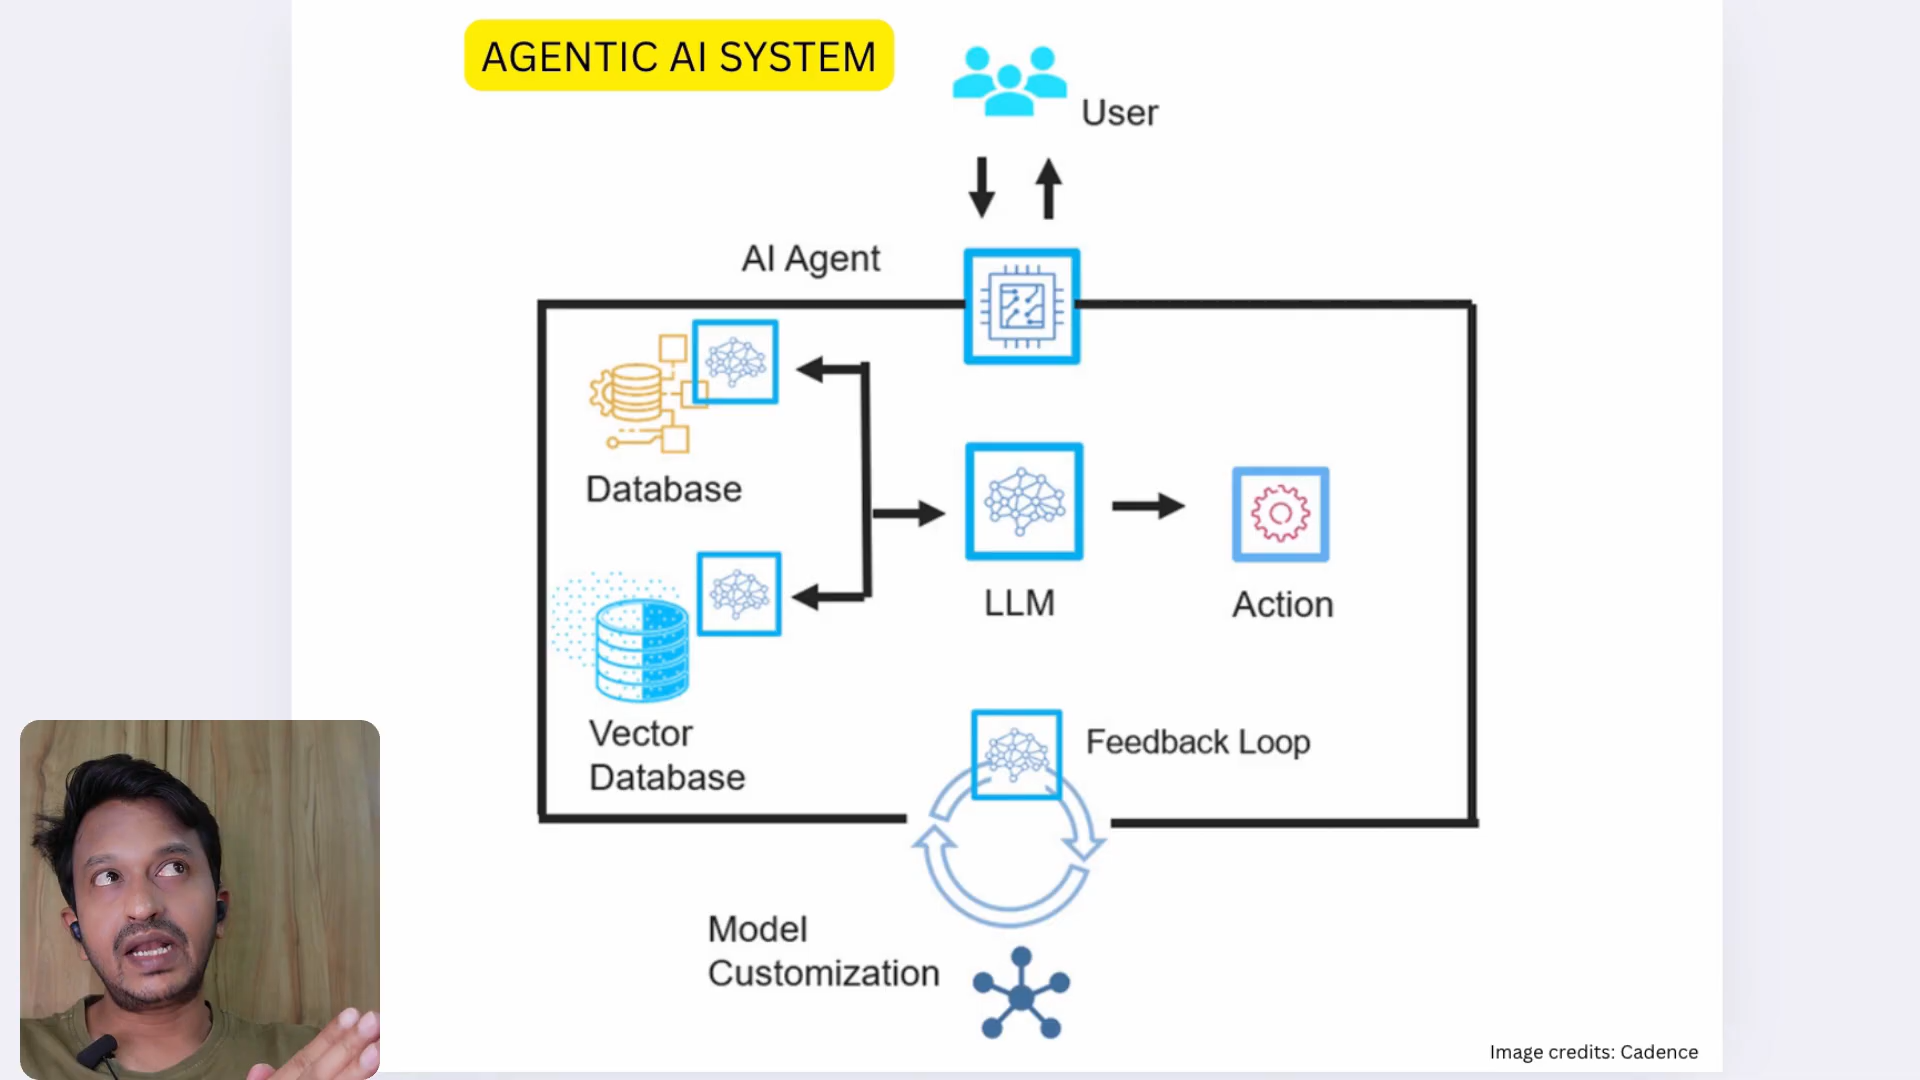 AGENTIC AI SYSTEM
User
AI Agent
Database
LLM
Action
Vector
Database
Feedback Loop
Model
Customization
Image credits: Cadence